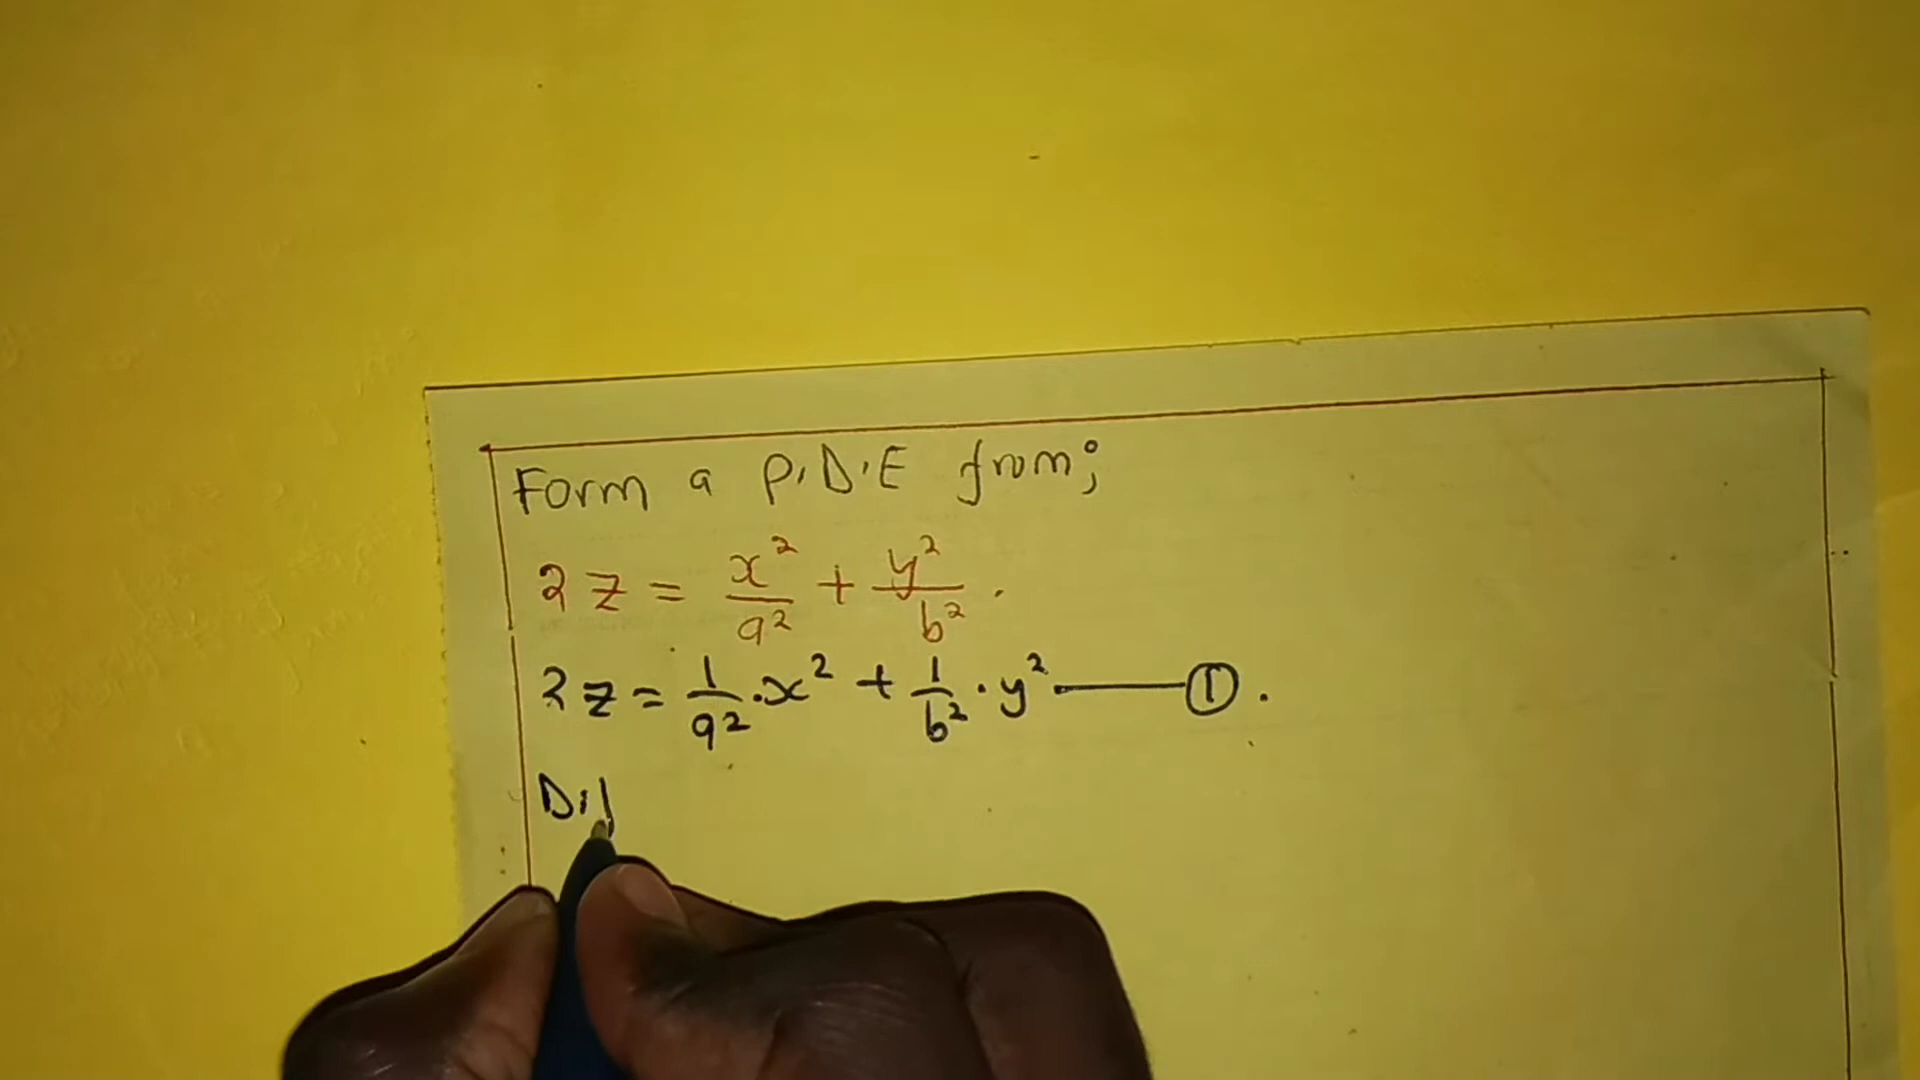 Form a P.D.E from;
2z = x²/a² + y²/b².
2z = 1/a² · x² + 1/b² · y² ——— ①.
Dif